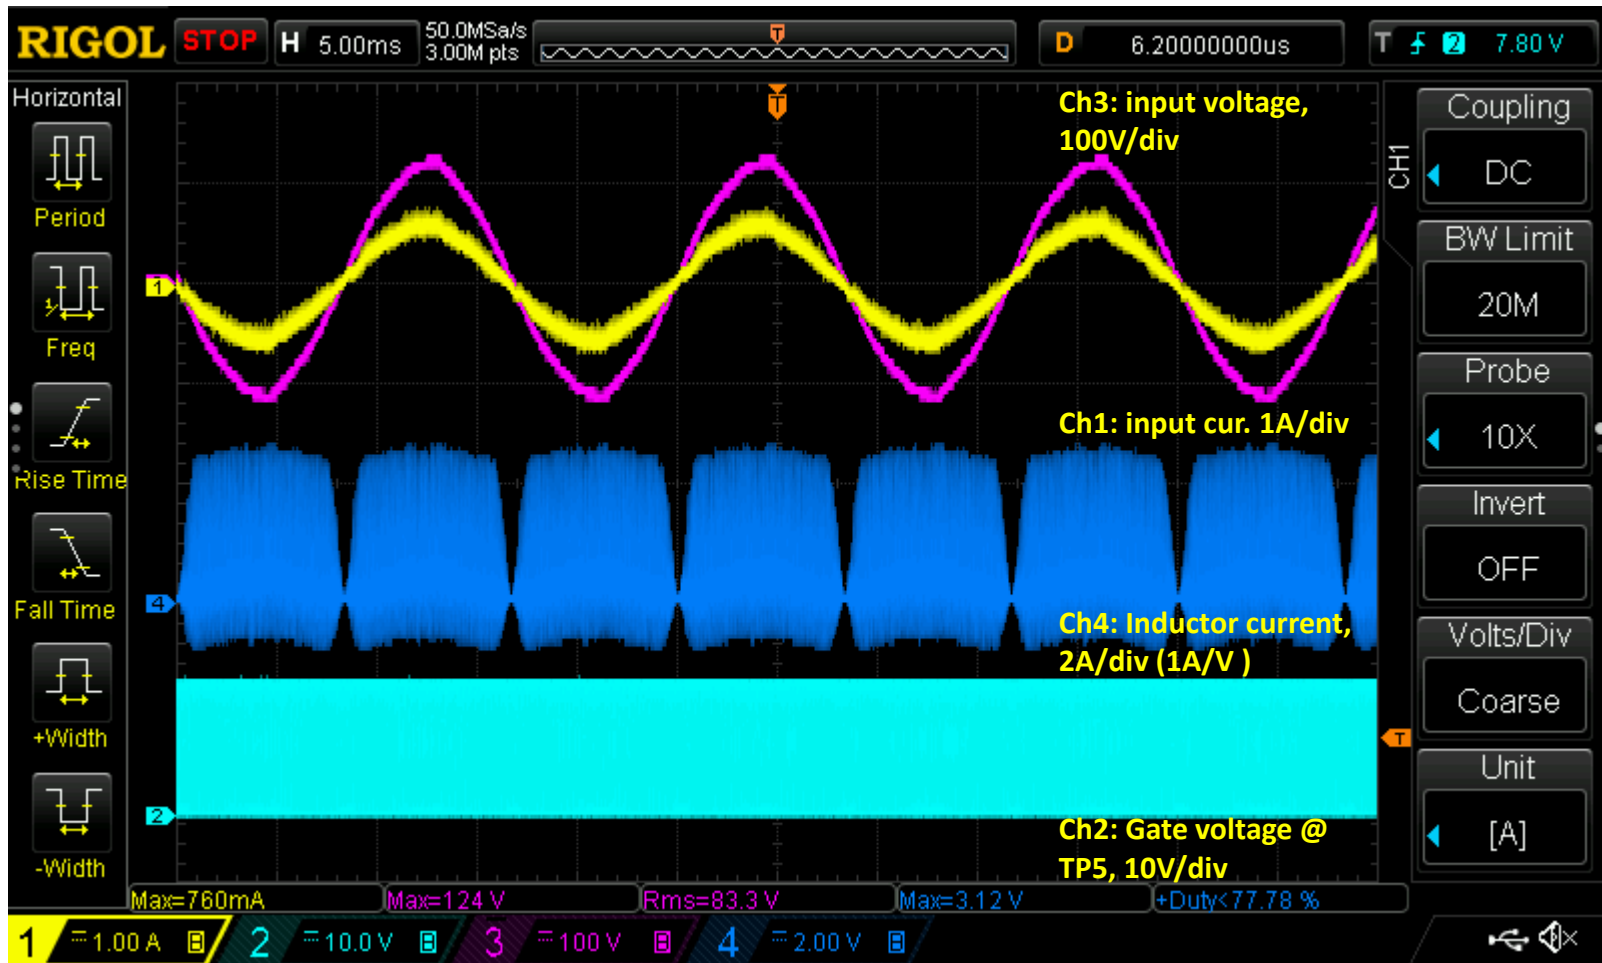 RIGOL STOP H 5.00ms 50.0MSa/s
3.00M pts
T
D 6.20000000us T 2 7.80 V
Horizontal
Period
Freq
Rise Time
Fall Time
+Width
-Width
T
Ch3: input voltage,
100V/div
1
Ch1: input cur. 1A/div
4
Ch4: Inductor current,
2A/div (1A/V )
T
2
Ch2: Gate voltage @
TP5, 10V/div
CH1
Coupling
DC
BW Limit
20M
Probe
10X
Invert
OFF
Volts/Div
Coarse
Unit
[A]
Max=760mA Max=124 V Rms=83.3 V Max=3.12 V +Duty<77.78 %
1 =1.00 A B 2 =10.0 V B 3 =100 V B 4 =2.00 V B